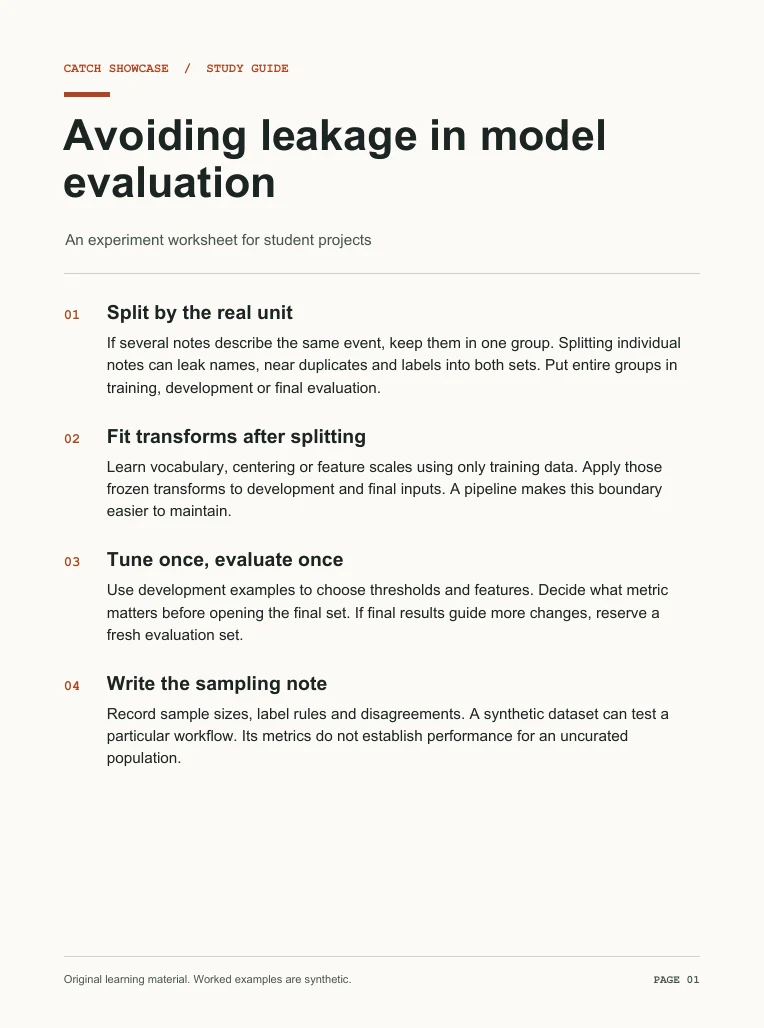 CATCH SHOWCASE / STUDY GUIDE
Avoiding leakage in model
evaluation
An experiment worksheet for student projects
01 Split by the real unit
If several notes describe the same event, keep them in one group. Splitting individual
notes can leak names, near duplicates and labels into both sets. Put entire groups in
training, development or final evaluation.
02 Fit transforms after splitting
Learn vocabulary, centering or feature scales using only training data. Apply those
frozen transforms to development and final inputs. A pipeline makes this boundary
easier to maintain.
03 Tune once, evaluate once
Use development examples to choose thresholds and features. Decide what metric
matters before opening the final set. If final results guide more changes, reserve a
fresh evaluation set.
04 Write the sampling note
Record sample sizes, label rules and disagreements. A synthetic dataset can test a
particular workflow. Its metrics do not establish performance for an uncurated
population.
Original learning material. Worked examples are synthetic. PAGE 01